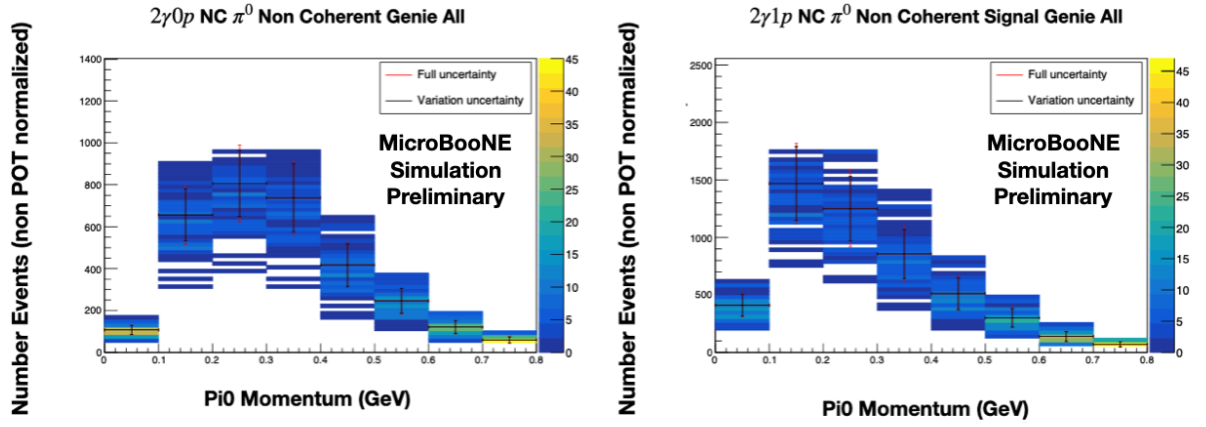 2γ0p NC π⁰ Non Coherent Genie All
Number Events (non POT normalized)
1400
1200
1000
800
600
400
200
0
Full uncertainty
Variation uncertainty
MicroBooNE
Simulation
Preliminary
45
40
35
30
25
20
15
10
5
0
0 0.1 0.2 0.3 0.4 0.5 0.6 0.7 0.8
Pi0 Momentum (GeV)
2γ1p NC π⁰ Non Coherent Signal Genie All
Number Events (non POT normalized)
2500
2000
1500
1000
500
0
Full uncertainty
Variation uncertainty
MicroBooNE
Simulation
Preliminary
45
40
35
30
25
20
15
10
5
0
0 0.1 0.2 0.3 0.4 0.5 0.6 0.7 0.8
Pi0 Momentum (GeV)